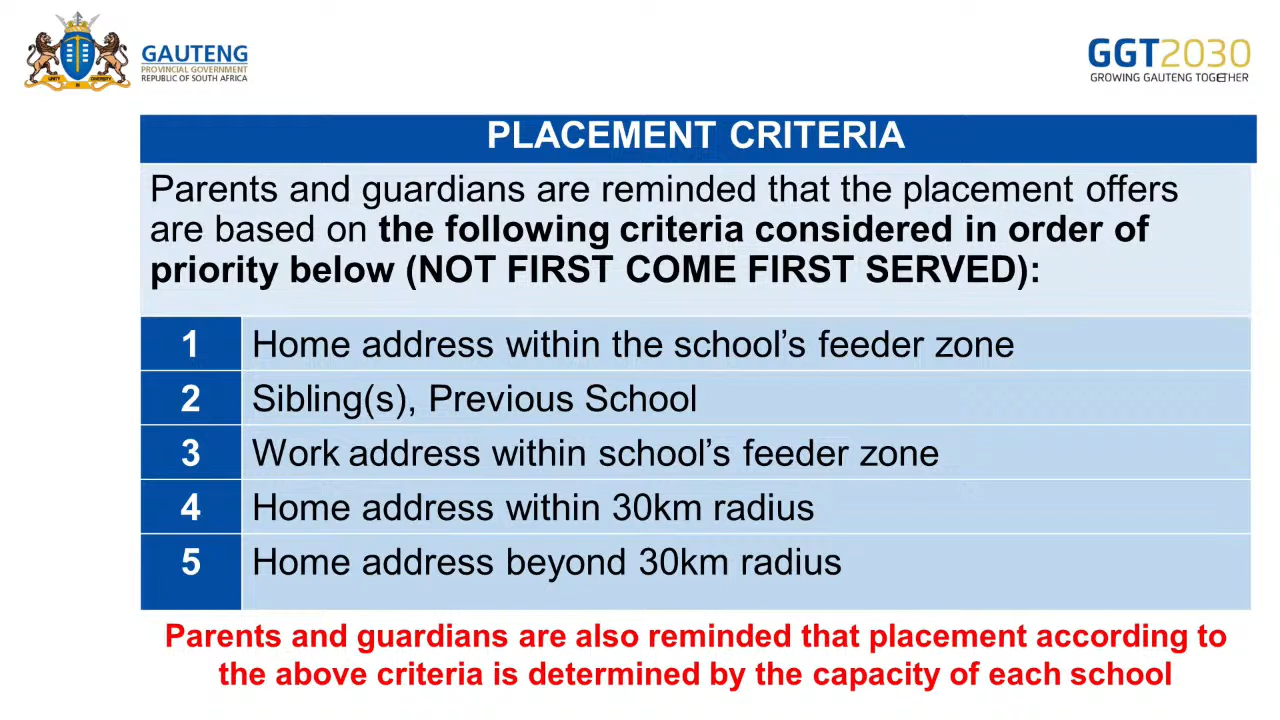 GAUTENG
PROVINCIAL GOVERNMENT
REPUBLIC OF SOUTH AFRICA
UNITY IN DIVERSITY
GGT2030
GROWING GAUTENG TOGETHER
PLACEMENT CRITERIA
Parents and guardians are reminded that the placement offers
are based on the following criteria considered in order of
priority below (NOT FIRST COME FIRST SERVED):
1 Home address within the school's feeder zone
2 Sibling(s), Previous School
3 Work address within school's feeder zone
4 Home address within 30km radius
5 Home address beyond 30km radius
Parents and guardians are also reminded that placement according to
the above criteria is determined by the capacity of each school